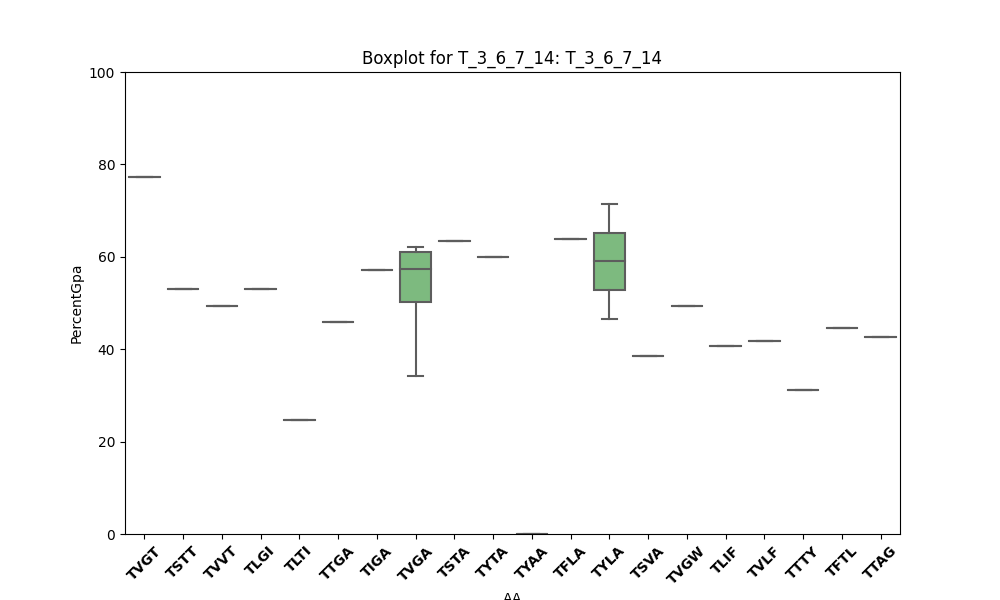 Boxplot for T_3_6_7_14: T_3_6_7_14
PercentGpa
100
80
60
40
20
0
TVGT TSTT TVVT TLGI TLTI TTGA TIGA TVGA TSTA TYTA TYAA TFLA TYLA TSVA TVGW TLIF TVLF TTTY TFTL TTAG
AA